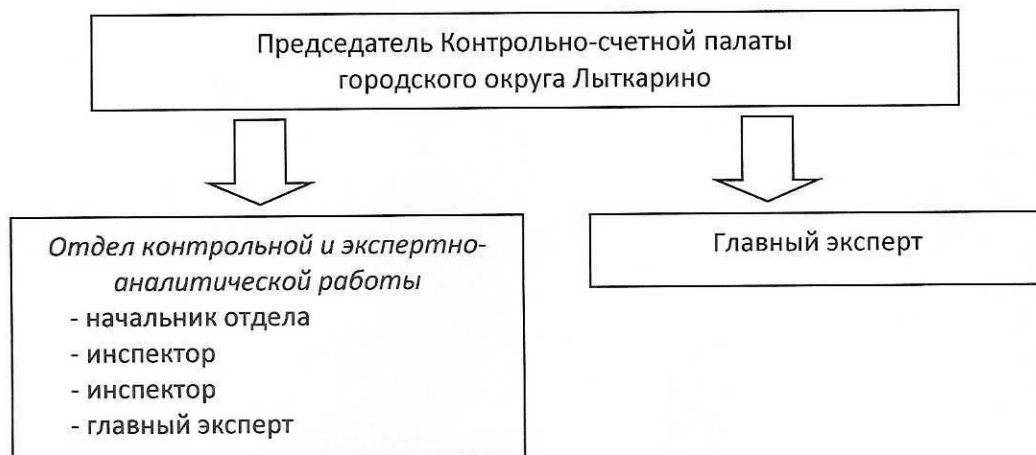 Председатель Контрольно-счетной палаты
городского округа Лыткарино
Отдел контрольной и экспертно-
аналитической работы
- начальник отдела
- инспектор
- инспектор
- главный эксперт
Главный эксперт